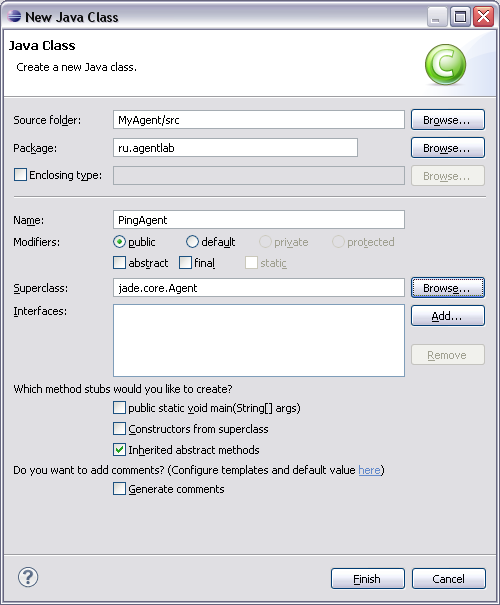 New Java Class
Java Class
Create a new Java class.
Source folder: MyAgent/src Browse...
Package: ru.agentlab Browse...
Enclosing type: Browse...
Name: PingAgent
Modifiers: public default private protected
abstract final static
Superclass: jade.core.Agent Browse...
Interfaces: Add...
Remove
Which method stubs would you like to create?
public static void main(String[] args)
Constructors from superclass
Inherited abstract methods
Do you want to add comments? (Configure templates and default value here)
Generate comments
? Finish Cancel